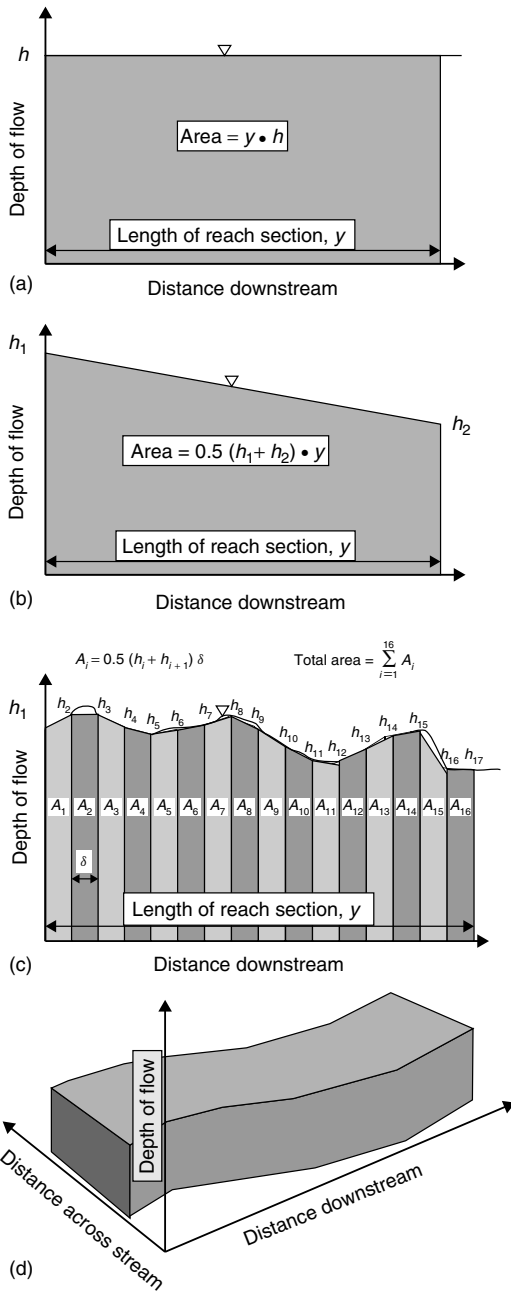 h
Depth of flow
Area = y • h
Length of reach section, y
(a)
Distance downstream
h1
h2
Depth of flow
Area = 0.5 (h1+ h2) • y
Length of reach section, y
(b)
Distance downstream
Ai = 0.5 (hi + hi+1) δ
Total area = 16 ∑ i=1 Ai
h1
h2 h3 h4 h5 h6 h7 h8 h9 h10 h11 h12 h13 h14 h15 h16 h17
Depth of flow
A1 A2 A3 A4 A5 A6 A7 A8 A9 A10 A11 A12 A13 A14 A15 A16
δ
Length of reach section, y
(c)
Distance downstream
Depth of flow
Distance across stream
Distance downstream
(d)